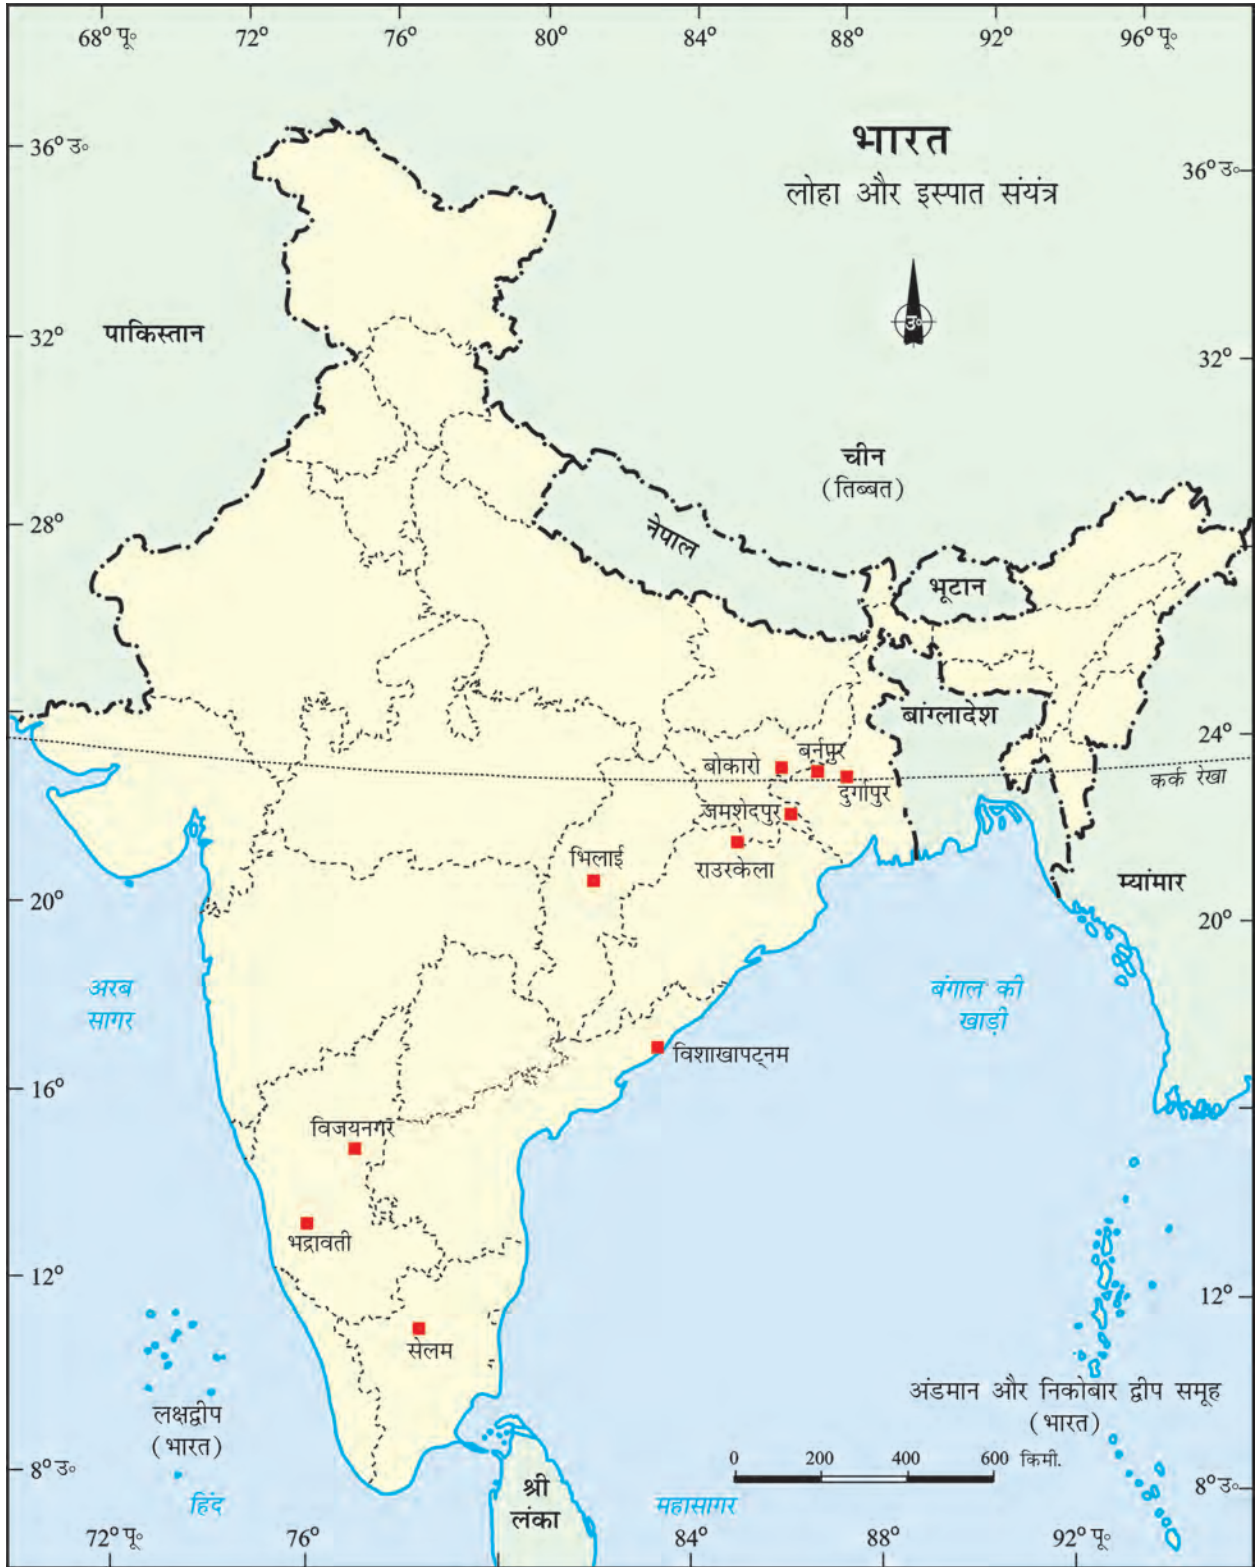 68° पू॰ 72° 76° 80° 84° 88° पू॰ 92° 96° पू॰
भारत
लोहा और इस्पात संयंत्र
36° उ॰
36° उ॰
उ॰
पाकिस्तान
32°
32°
चीन
(तिब्बत)
28°
नेपाल
भूटान
बांग्लादेश
24°
बर्नपुर
बोकारो
दुर्गापुर
कर्क रेखा
जमशेदपुर
भिलाई
राउरकेला
म्यांमार
20°
20°
अरब
सागर
बंगाल की
खाड़ी
विशाखापट्नम
16°
विजयनगर
भद्रावती
12°
12°
सेलम
अंडमान और निकोबार द्वीप समूह
(भारत)
लक्षद्वीप
(भारत)
0 200 400 600 किमी.
8° उ॰
8° उ॰
श्री
लंका
हिंद
महासागर
72° पू॰ 76° 84° 88° 92° पू॰